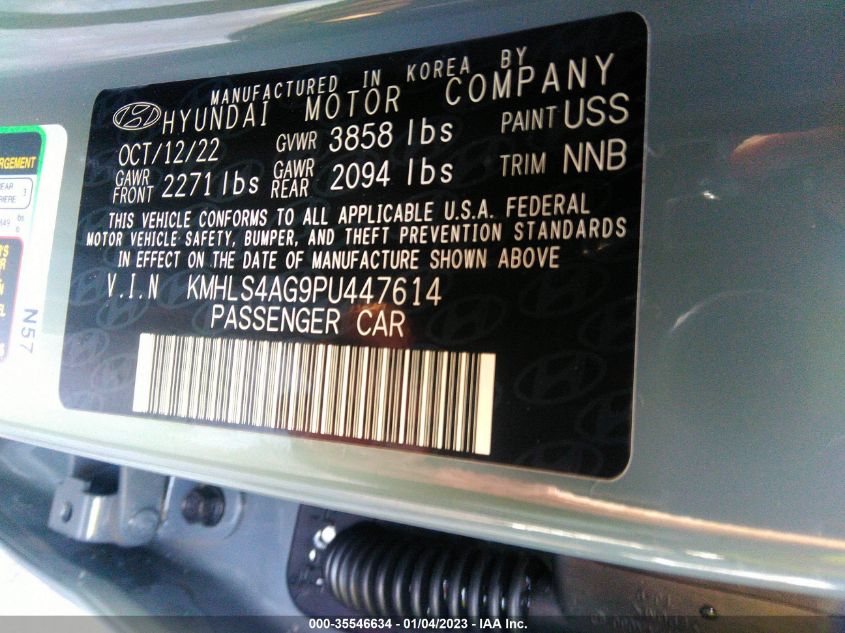 MANUFACTURED IN KOREA BY
HYUNDAI MOTOR COMPANY
OCT/12/22 GVWR 3858 lbs PAINT USS
GAWR FRONT 2271 lbs GAWR REAR 2094 lbs TRIM NNB
THIS VEHICLE CONFORMS TO ALL APPLICABLE U.S.A. FEDERAL
MOTOR VEHICLE SAFETY, BUMPER, AND THEFT PREVENTION STANDARDS
IN EFFECT ON THE DATE OF MANUFACTURE SHOWN ABOVE
V.I.N KMHLS4AG9PU447614
PASSENGER CAR
N57
000-35546634 - 01/04/2023 - IAA Inc.